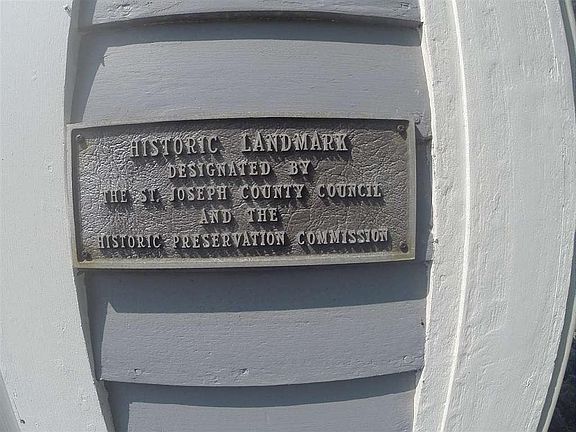 HISTORIC LANDMARK
DESIGNATED BY
THE ST. JOSEPH COUNTY COUNCIL
AND THE
HISTORIC PRESERVATION COMMISSION